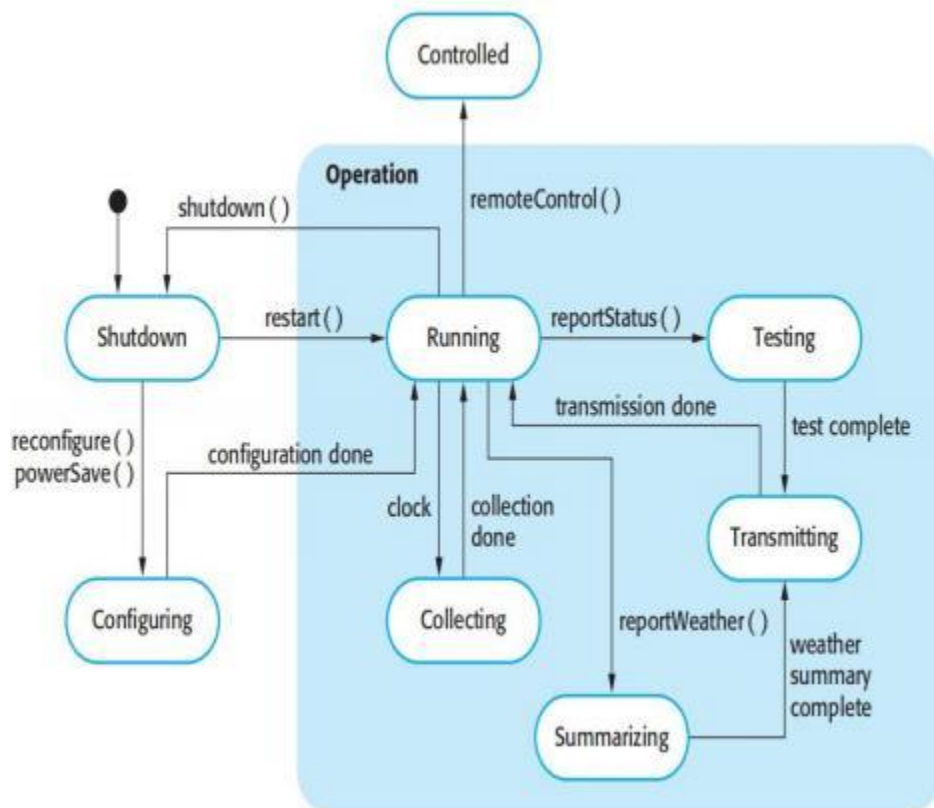 Controlled
Operation
shutdown ( )
remoteControl ( )
Shutdown
restart ( )
Running
reportStatus ( )
Testing
reconfigure ( )
powerSave ( )
configuration done
transmission done
test complete
clock
collection
done
Transmitting
Configuring
Collecting
reportWeather ( )
weather
summary
complete
Summarizing